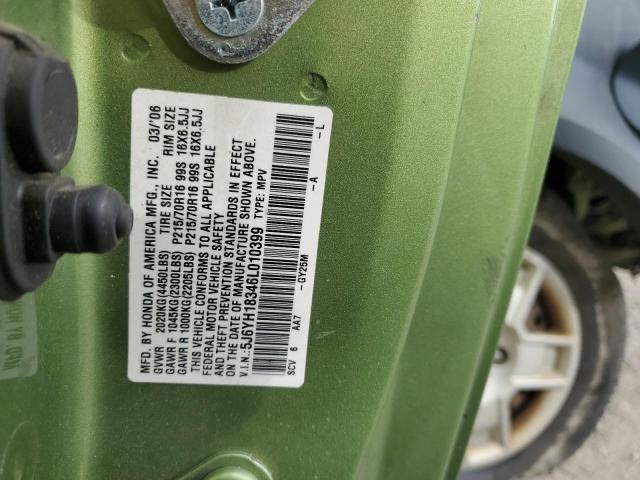 MFD. BY HONDA OF AMERICA MFG., INC. 03/'06
TIRE SIZE RIM SIZE
GVWR 2020KG(4450LBS)
GAWR F 1045KG(2300LBS) P215/70R16 99S 16X6.5JJ
GAWR R 1000KG(2205LBS) P215/70R16 99S 16X6.5JJ
THIS VEHICLE CONFORMS TO ALL APPLICABLE
FEDERAL MOTOR VEHICLE SAFETY
AND THEFT PREVENTION STANDARDS IN EFFECT
ON THE DATE OF MANUFACTURE SHOWN ABOVE.
V.I.N.:5J6YH18346L010399 TYPE: MPV
SCV 6 AA7 -GY25M -A -L